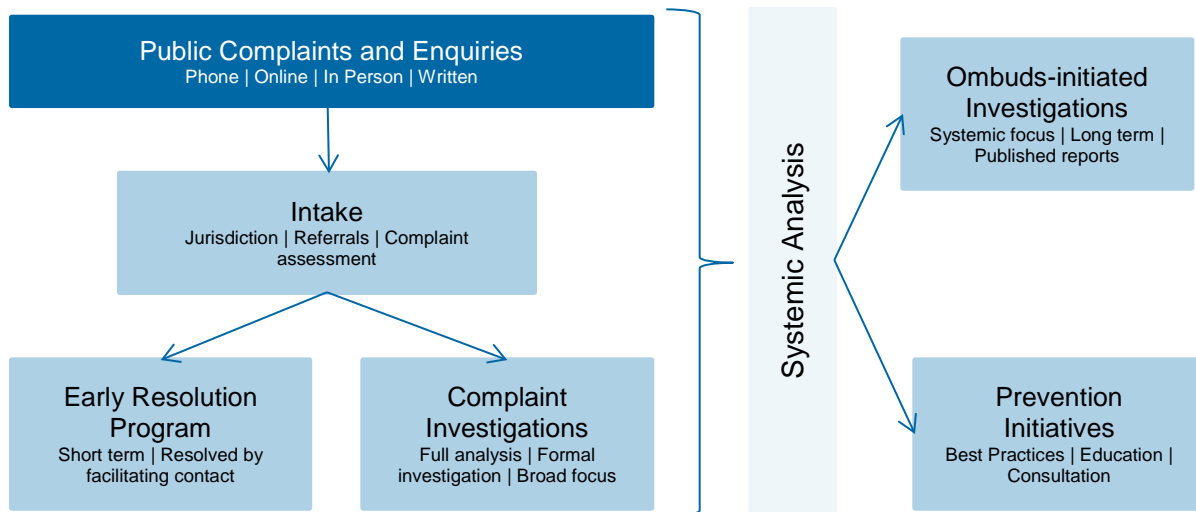 Public Complaints and Enquiries
Phone | Online | In Person | Written
Intake
Jurisdiction | Referrals | Complaint
assessment
Early Resolution
Program
Short term | Resolved by
facilitating contact
Complaint
Investigations
Full analysis | Formal
investigation | Broad focus
Systemic Analysis
Ombuds-initiated
Investigations
Systemic focus | Long term |
Published reports
Prevention
Initiatives
Best Practices | Education |
Consultation